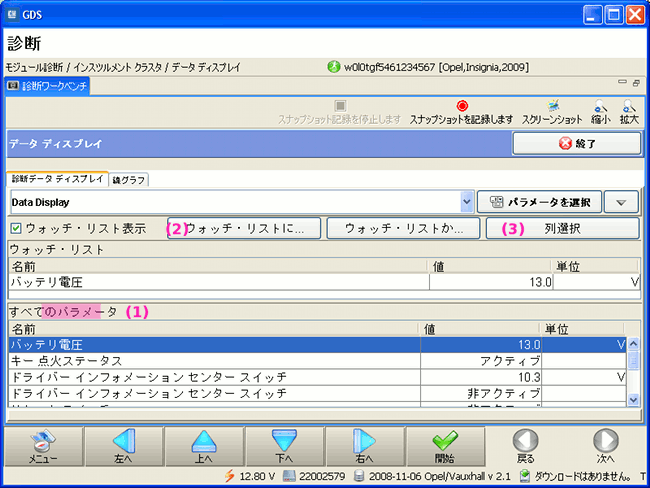 GDS
診断
モジュール診断 / インスツルメント クラスタ / データ ディスプレイ w0l0tgf5461234567 [Opel,Insignia,2009]
診断ワークベンチ
スナップショット記録を停止します スナップショットを記録します スクリーンショット 縮小 拡大
データ ディスプレイ 終了
診断データ ディスプレイ 線グラフ
Data Display パラメータを選択
ウォッチ・リスト表示 (2) ウォッチ・リストに... ウォッチ・リストか... (3) 列選択
ウォッチ・リスト
名前 値 単位
バッテリ電圧 13.0 V
すべてのパラメータ (1)
名前 値 単位
バッテリ電圧 13.0 V
キー 点火ステータス アクティブ
ドライバー インフォメーション センター スイッチ 10.3 V
ドライバー インフォメーション センター スイッチ 非アクティブ
メニュー 左へ 上へ 下へ 右へ 開始 戻る 次へ
12.80 V 22002579 2008-11-06 Opel/Vauxhall v 2.1 ダウンロードはありません。 T